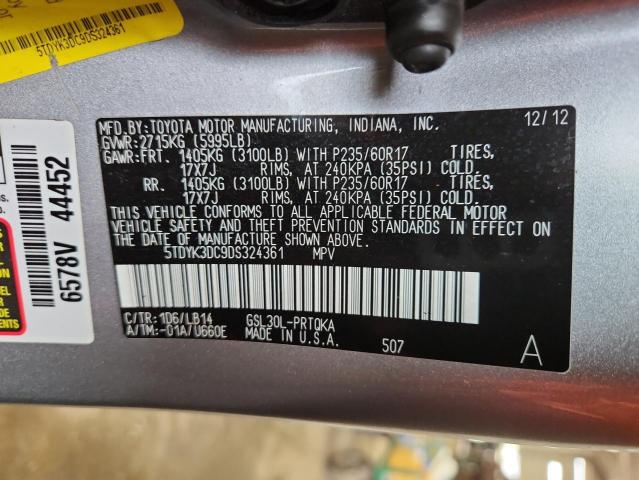 5TDYK3DC9DS324361
MFD.BY:TOYOTA MOTOR MANUFACTURING, INDIANA, INC. 12/12
GVWR:2715KG (5995LB)
GAWR:FRT. 1405KG (3100LB) WITH P235/60R17 TIRES,
17X7J RIMS, AT 240KPA (35PSI) COLD.
RR. 1405KG (3100LB) WITH P235/60R17 TIRES,
17X7J RIMS, AT 240KPA (35PSI) COLD.
THIS VEHICLE CONFORMS TO ALL APPLICABLE FEDERAL MOTOR
VEHICLE SAFETY AND THEFT PREVENTION STANDARDS IN EFFECT ON
THE DATE OF MANUFACTURE SHOWN ABOVE.
5TDYK3DC9DS324361 MPV
C/TR:1D6/LB14 GSL30L-PRTQKA
A/TM:-01A/U660E MADE IN U.S.A. 507
A
6578V 44452